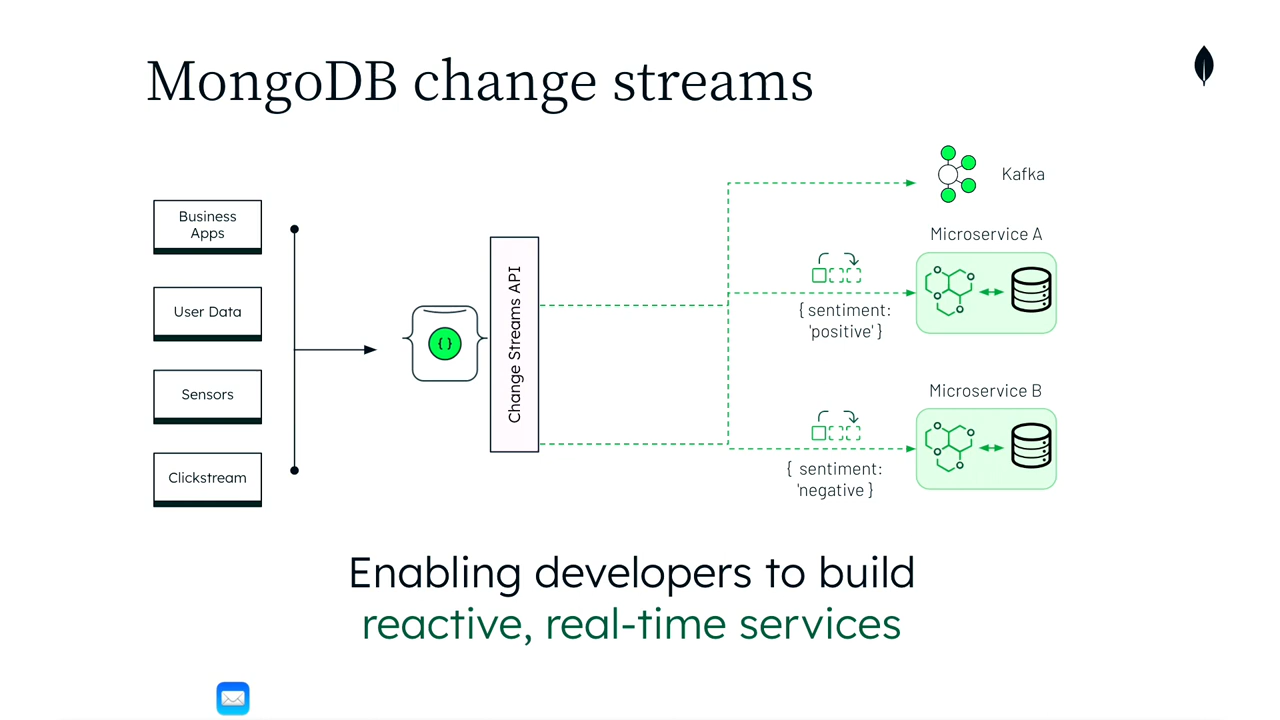 MongoDB change streams
Business
Apps
User Data
Sensors
Clickstream
{ }
Change Streams API
Kafka
Microservice A
{ sentiment:
'positive' }
Microservice B
{ sentiment:
'negative }
Enabling developers to build
reactive, real-time services